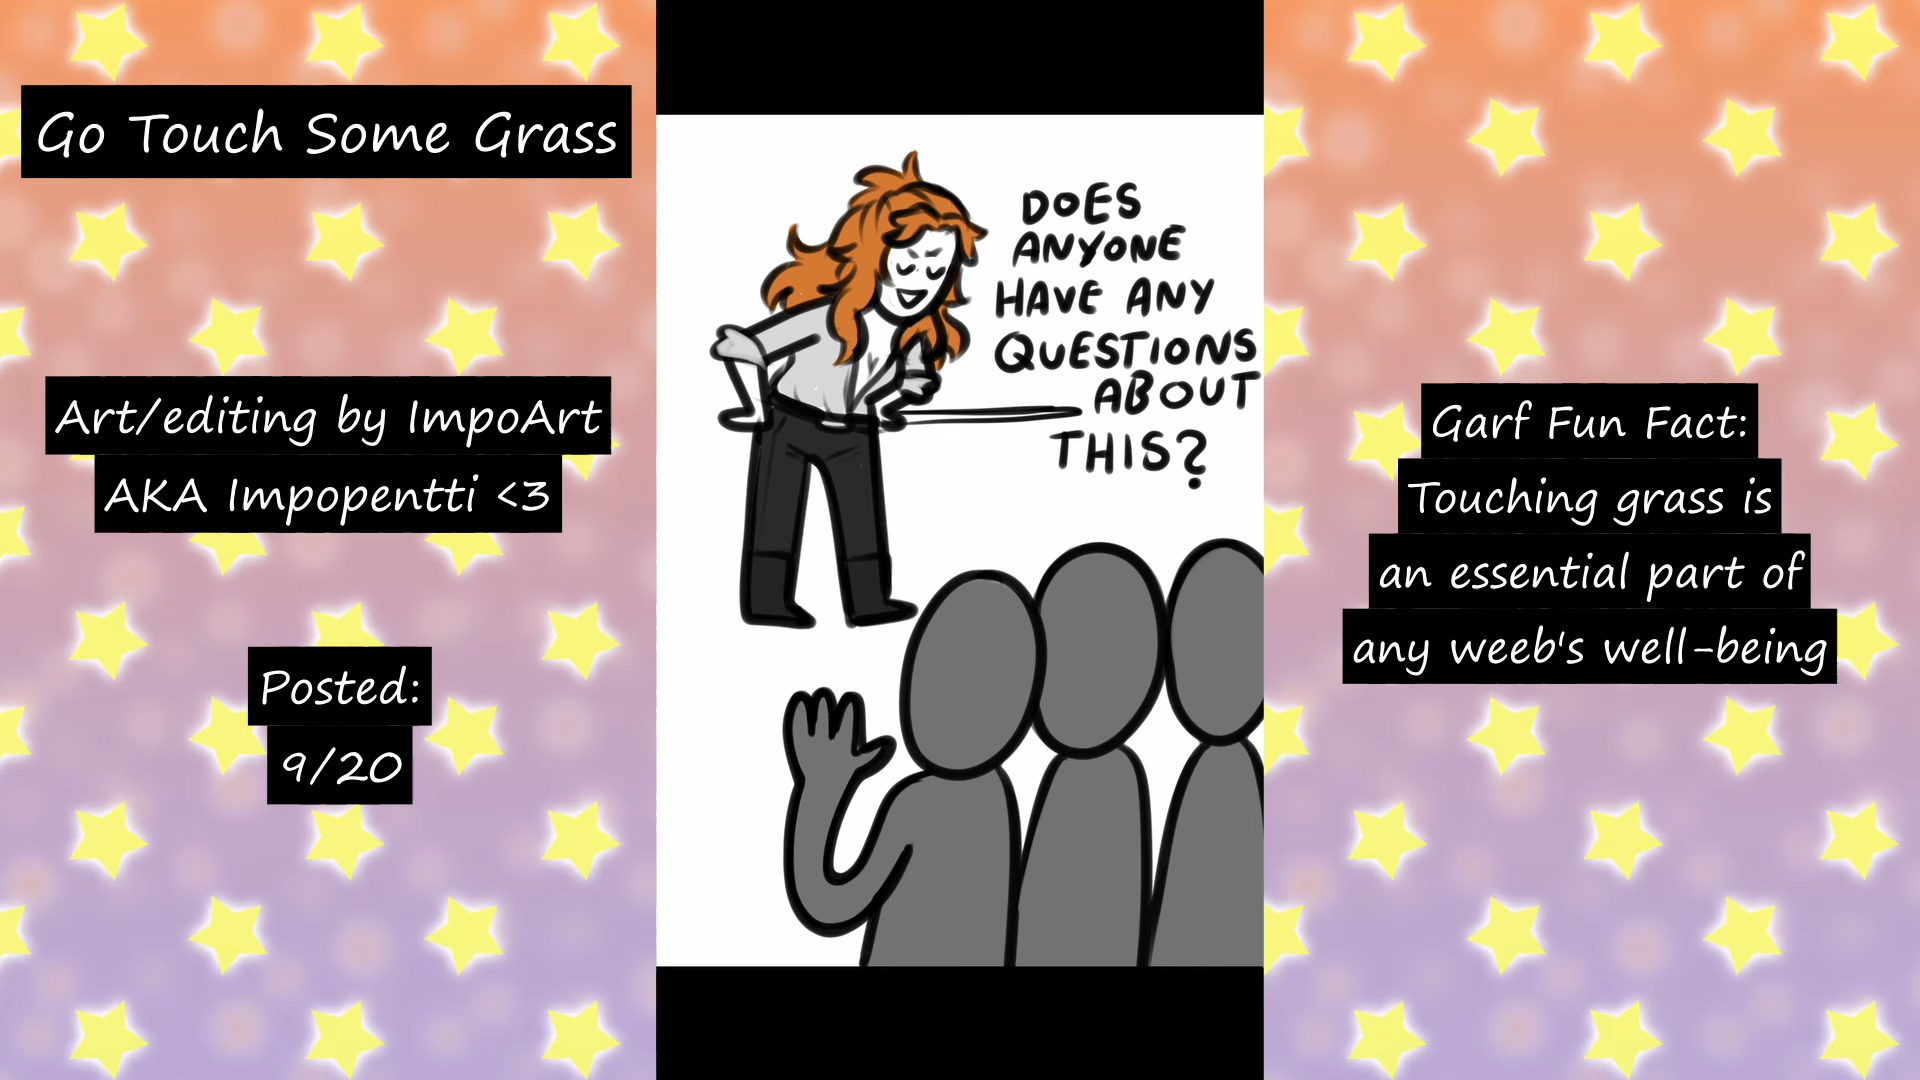 Go Touch Some Grass
Art/editing by ImpoArt
AKA Impopentti <3
Posted:
9/20
DOES
ANYONE
HAVE ANY
QUESTIONS
ABOUT
THIS?
Garf Fun Fact:
Touching grass is
an essential part of
any weeb's well-being